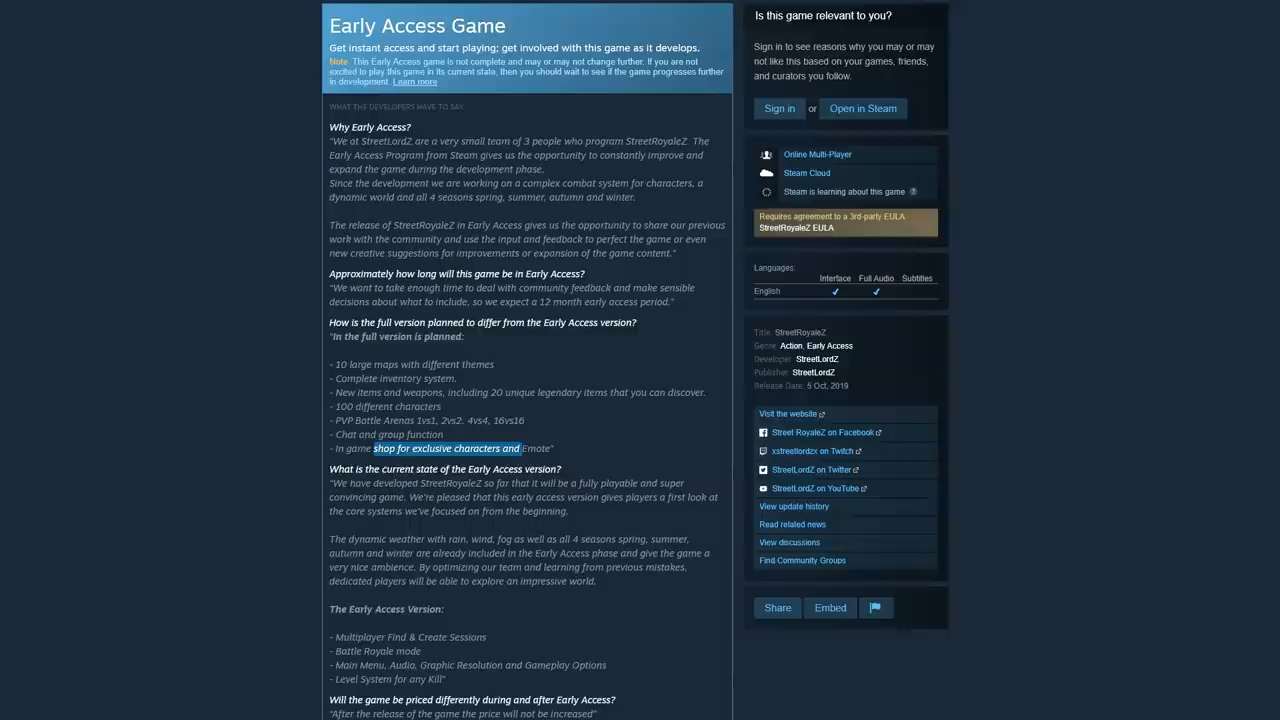 Early Access Game
Get instant access and start playing; get involved with this game as it develops.
Note: This Early Access game is not complete and may or may not change further. If you are not
excited to play this game in its current state, then you should wait to see if the game progresses further
in development. Learn more
WHAT THE DEVELOPERS HAVE TO SAY:
Why Early Access?
"We at StreetLordZ are a very small team of 3 people who program StreetRoyaleZ. The
Early Access Program from Steam gives us the opportunity to constantly improve and
expand the game during the development phase.
Since the development we are working on a complex combat system for characters, a
dynamic world and all 4 seasons spring, summer, autumn and winter.
The release of StreetRoyaleZ in Early Access gives us the opportunity to share our previous
work with the community and use the input and feedback to perfect the game or even
new creative suggestions for improvements or expansion of the game content."
Approximately how long will this game be in Early Access?
"We want to take enough time to deal with community feedback and make sensible
decisions about what to include, so we expect a 12 month early access period."
How is the full version planned to differ from the Early Access version?
"In the full version is planned:
- 10 large maps with different themes
- Complete inventory system.
- New items and weapons, including 20 unique legendary items that you can discover.
- 100 different characters
- PVP Battle Arenas 1vs1, 2vs2. 4vs4, 16vs16
- Chat and group function
- In game shop for exclusive characters and Emote"
What is the current state of the Early Access version?
"We have developed StreetRoyaleZ so far that it will be a fully playable and super
convincing game. We're pleased that this early access version gives players a first look at
the core systems we've focused on from the beginning.
The dynamic weather with rain, wind, fog as well as all 4 seasons spring, summer,
autumn and winter are already included in the Early Access phase and give the game a
very nice ambience. By optimizing our team and learning from previous mistakes,
dedicated players will be able to explore an impressive world.
The Early Access Version:
- Multiplayer Find & Create Sessions
- Battle Royale mode
- Main Menu, Audio, Graphic Resolution and Gameplay Options
- Level System for any Kill"
Will the game be priced differently during and after Early Access?
"After the release of the game the price will not be increased"
Is this game relevant to you?
Sign in to see reasons why you may or may
not like this based on your games, friends,
and curators you follow.
Sign in or Open in Steam
Online Multi-Player
Steam Cloud
Steam is learning about this game ?
Requires agreement to a 3rd-party EULA
StreetRoyaleZ EULA
Languages:
Interface Full Audio Subtitles
English ✔ ✔
Title: StreetRoyaleZ
Genre: Action, Early Access
Developer: StreetLordZ
Publisher: StreetLordZ
Release Date: 5 Oct, 2019
Visit the website
Street RoyaleZ on Facebook
xstreetlordzx on Twitch
StreetLordZ on Twitter
StreetLordZ on YouTube
View update history
Read related news
View discussions
Find Community Groups
Share Embed